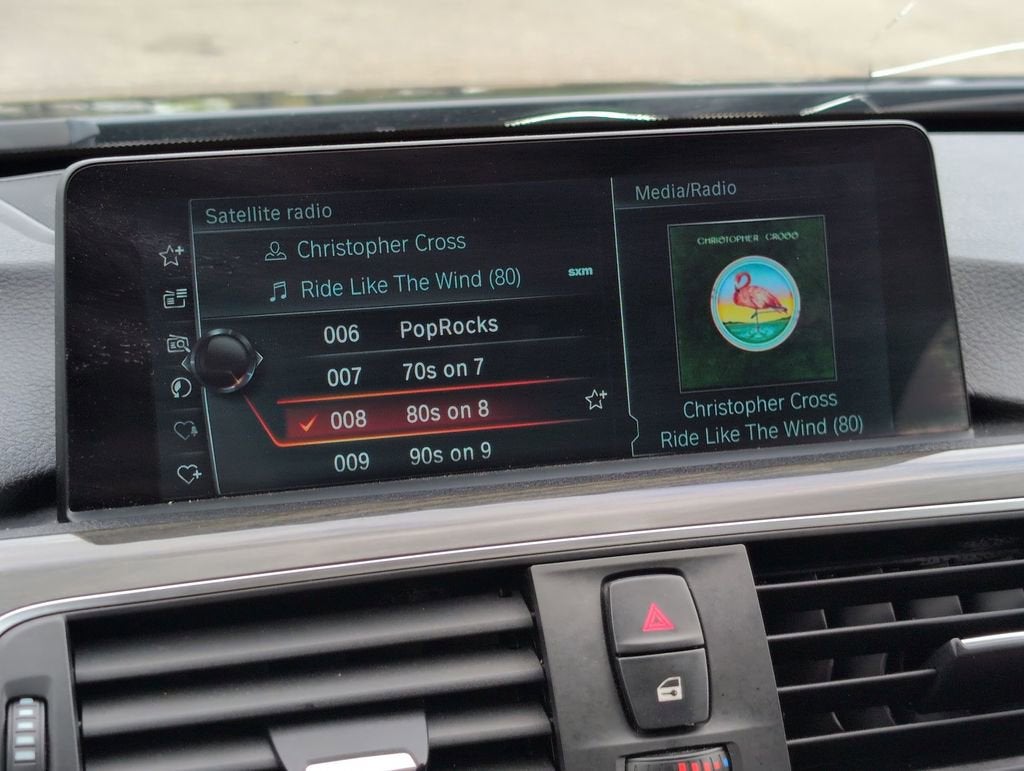 Satellite radio
Christopher Cross
Ride Like The Wind (80)
sxm
006 PopRocks
007 70s on 7
008 80s on 8
009 90s on 9
Media/Radio
CHRISTOPHER CROSS
Christopher Cross
Ride Like The Wind (80)